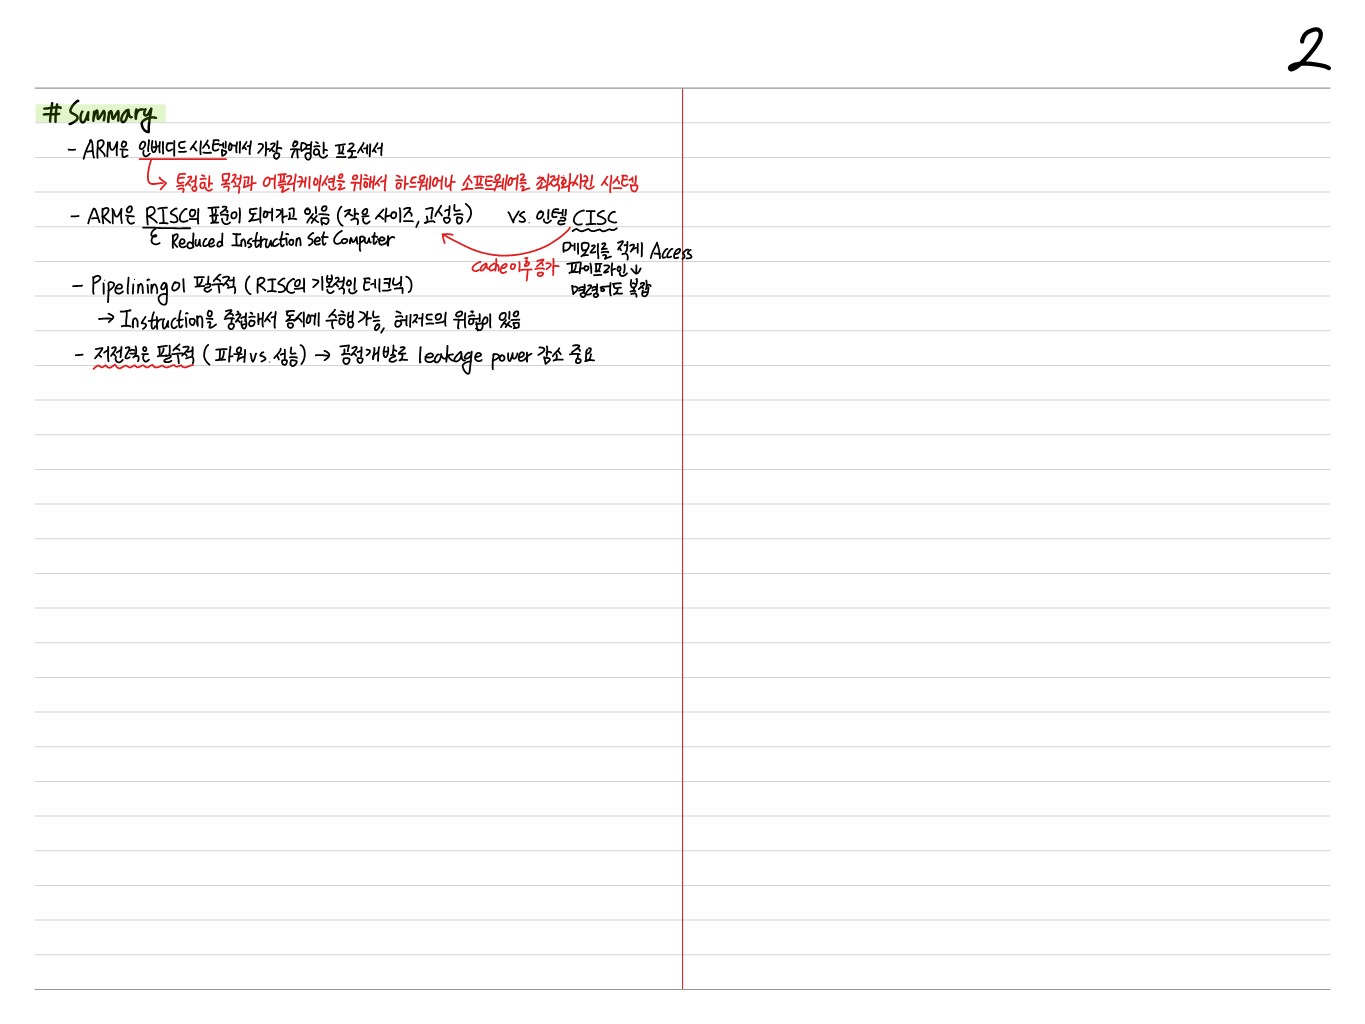 2
# Summary
- ARM은 인베디드 시스템에서 가장 유명한 프로세서
→ 특정한 목적과 어플리케이션을 위해서 하드웨어나 소프트웨어를 최적화시킨 시스템
- ARM은 RISC의 표준이 되어가고 있음 (작은 사이즈, 고성능) vs. 인텔 CISC
Reduced Instruction Set Computer
메모리를 적게 Access
cache이후 증가 파이프라인↓
명령어도 복잡
- Pipelining이 필수적 (RISC의 기본적인 테크닉)
→ Instruction을 중첩해서 동시에 수행 가능, 헤저드의 위험이 있음
- 저전력은 필수적 (파워 vs. 성능) → 공정개발로 leakage power 감소 중요